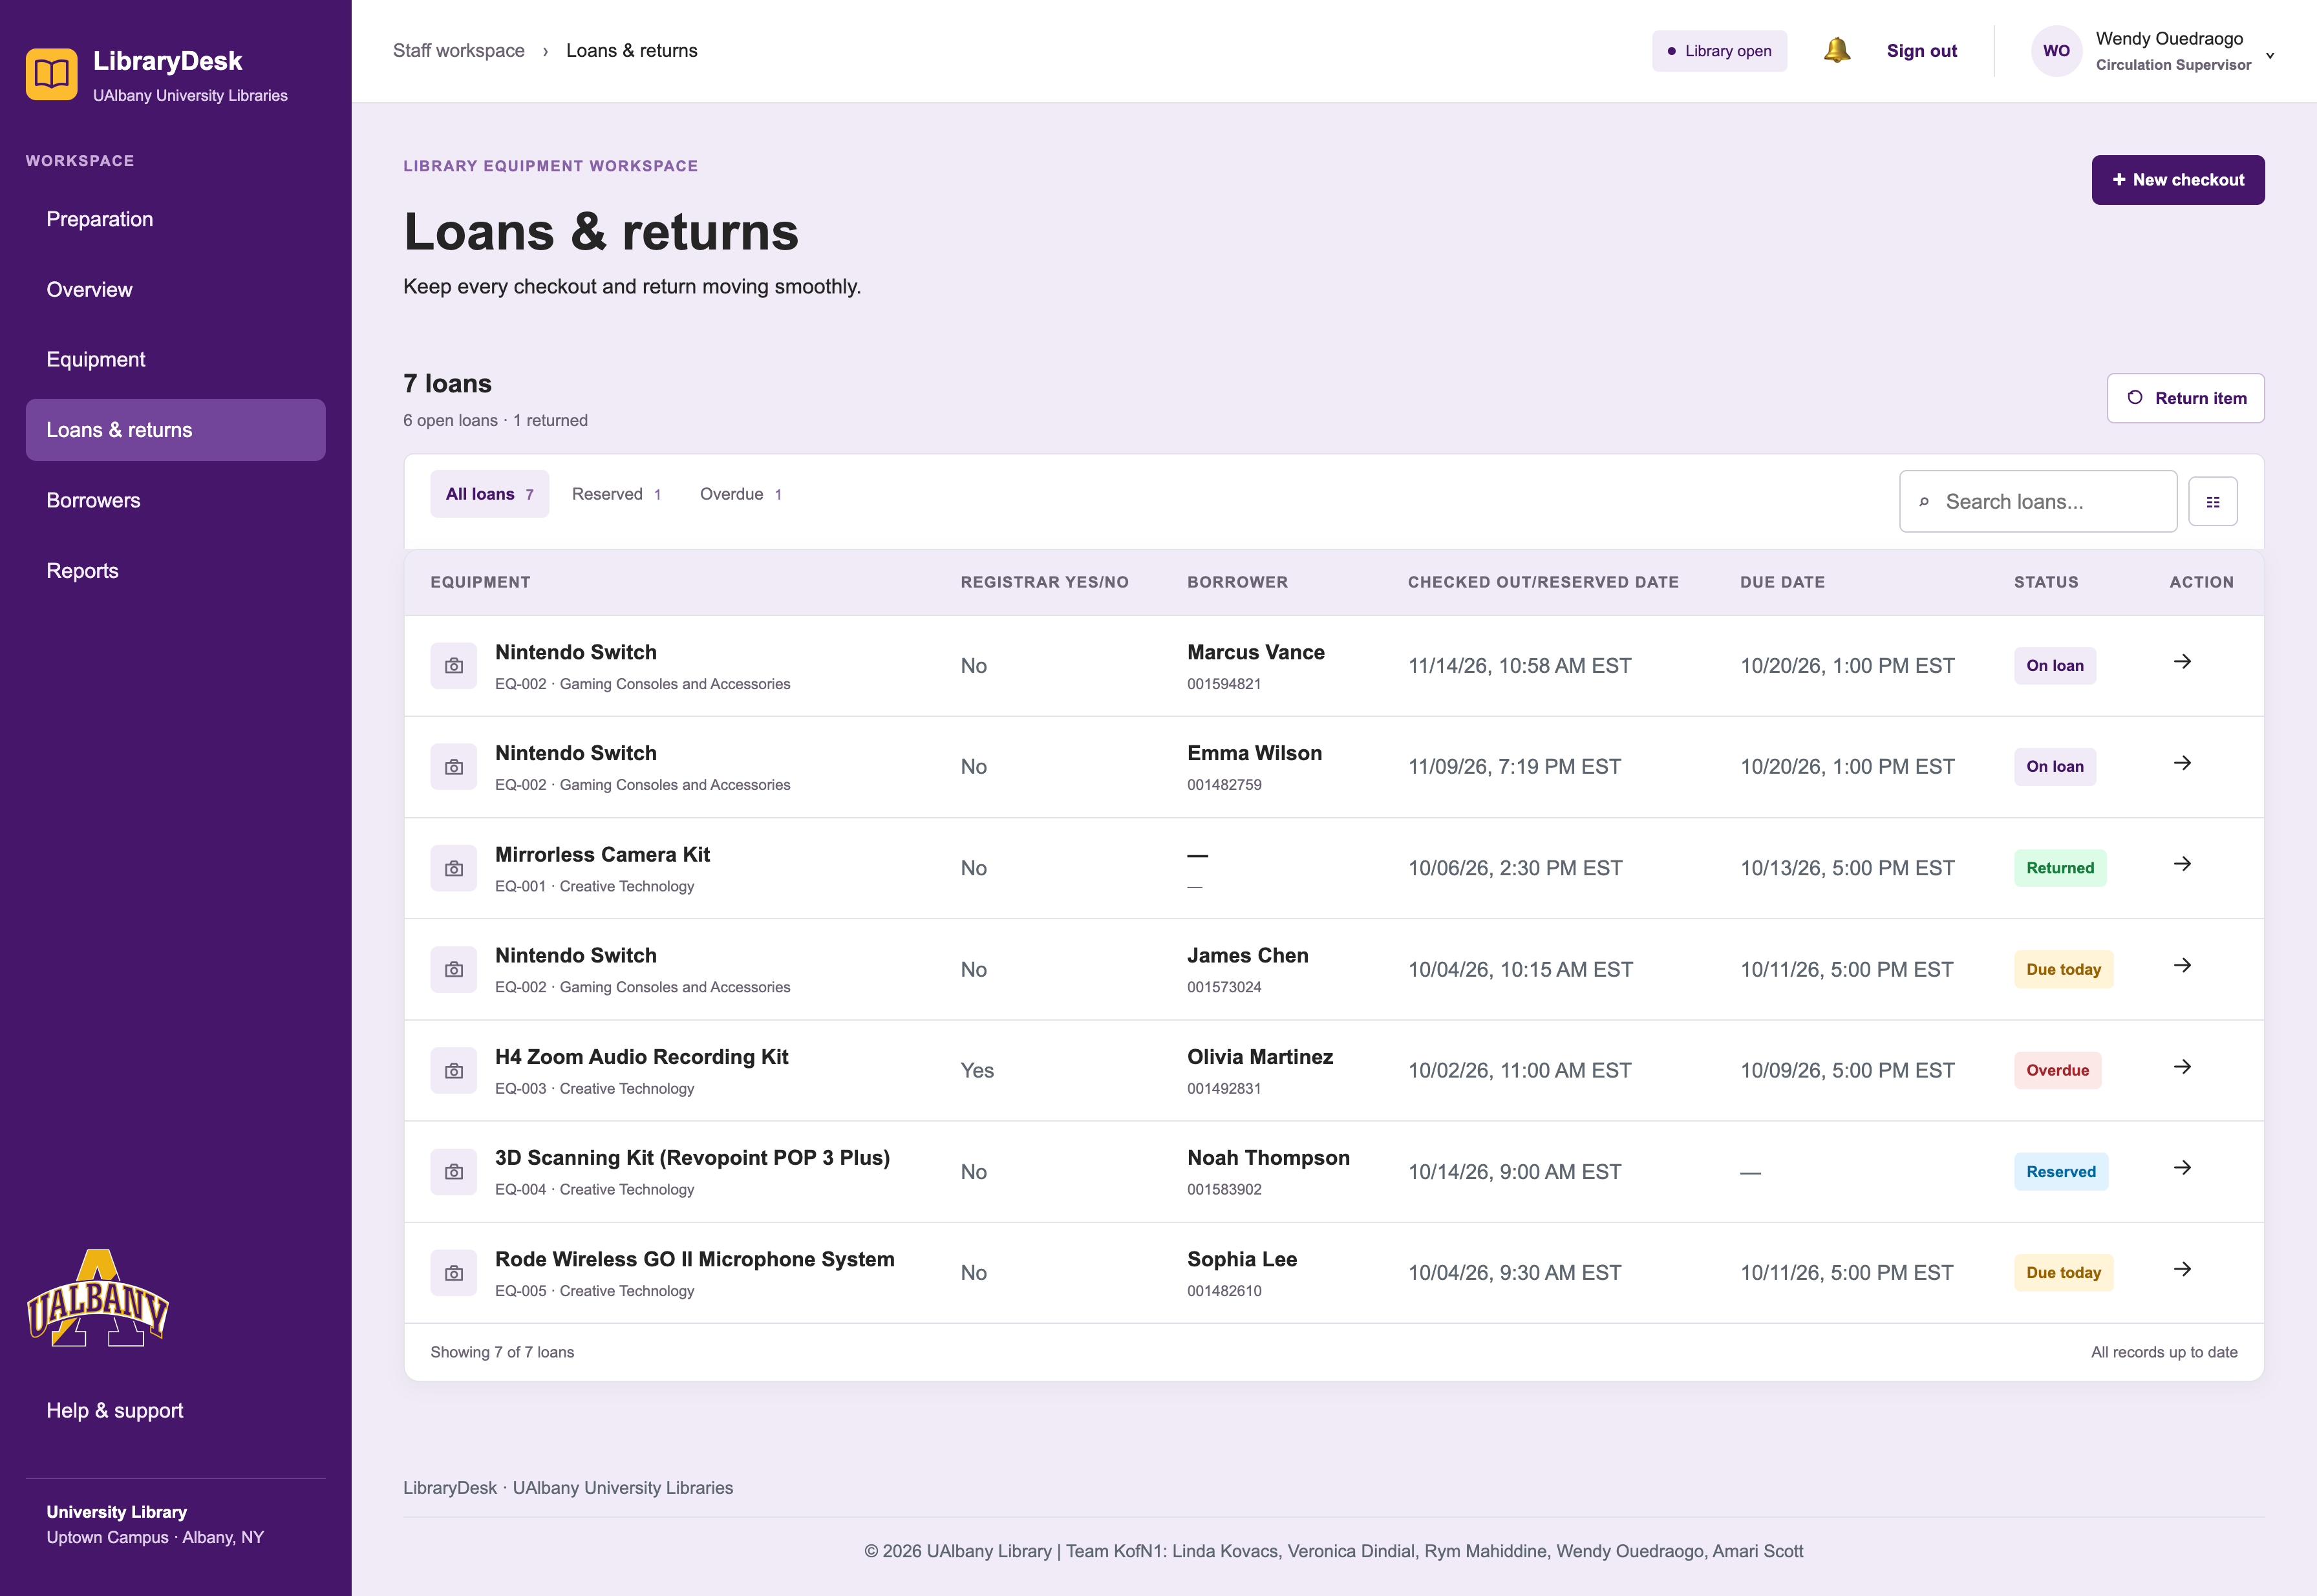 LibraryDesk
UAlbany University Libraries
WORKSPACE
Preparation
Overview
Equipment
Loans & returns
Borrowers
Reports
UALBANY
Help & support
University Library
Uptown Campus · Albany, NY
Staff workspace › Loans & returns
Library open
Sign out
WO
Wendy Ouedraogo
Circulation Supervisor
LIBRARY EQUIPMENT WORKSPACE
+ New checkout
Loans & returns
Keep every checkout and return moving smoothly.
7 loans
6 open loans · 1 returned
Return item
All loans 7 Reserved 1 Overdue 1
Search loans...
EQUIPMENT REGISTRAR YES/NO BORROWER CHECKED OUT/RESERVED DATE DUE DATE STATUS ACTION
Nintendo Switch
EQ-002 · Gaming Consoles and Accessories
No
Marcus Vance
001594821
11/14/26, 10:58 AM EST
10/20/26, 1:00 PM EST
On loan
→
Nintendo Switch
EQ-002 · Gaming Consoles and Accessories
No
Emma Wilson
001482759
11/09/26, 7:19 PM EST
10/20/26, 1:00 PM EST
On loan
→
Mirrorless Camera Kit
EQ-001 · Creative Technology
No
—
—
10/06/26, 2:30 PM EST
10/13/26, 5:00 PM EST
Returned
→
Nintendo Switch
EQ-002 · Gaming Consoles and Accessories
No
James Chen
001573024
10/04/26, 10:15 AM EST
10/11/26, 5:00 PM EST
Due today
→
H4 Zoom Audio Recording Kit
EQ-003 · Creative Technology
Yes
Olivia Martinez
001492831
10/02/26, 11:00 AM EST
10/09/26, 5:00 PM EST
Overdue
→
3D Scanning Kit (Revopoint POP 3 Plus)
EQ-004 · Creative Technology
No
Noah Thompson
001583902
10/14/26, 9:00 AM EST
—
Reserved
→
Rode Wireless GO II Microphone System
EQ-005 · Creative Technology
No
Sophia Lee
001482610
10/04/26, 9:30 AM EST
10/11/26, 5:00 PM EST
Due today
→
Showing 7 of 7 loans
All records up to date
LibraryDesk · UAlbany University Libraries
© 2026 UAlbany Library | Team KofN1: Linda Kovacs, Veronica Dindial, Rym Mahiddine, Wendy Ouedraogo, Amari Scott